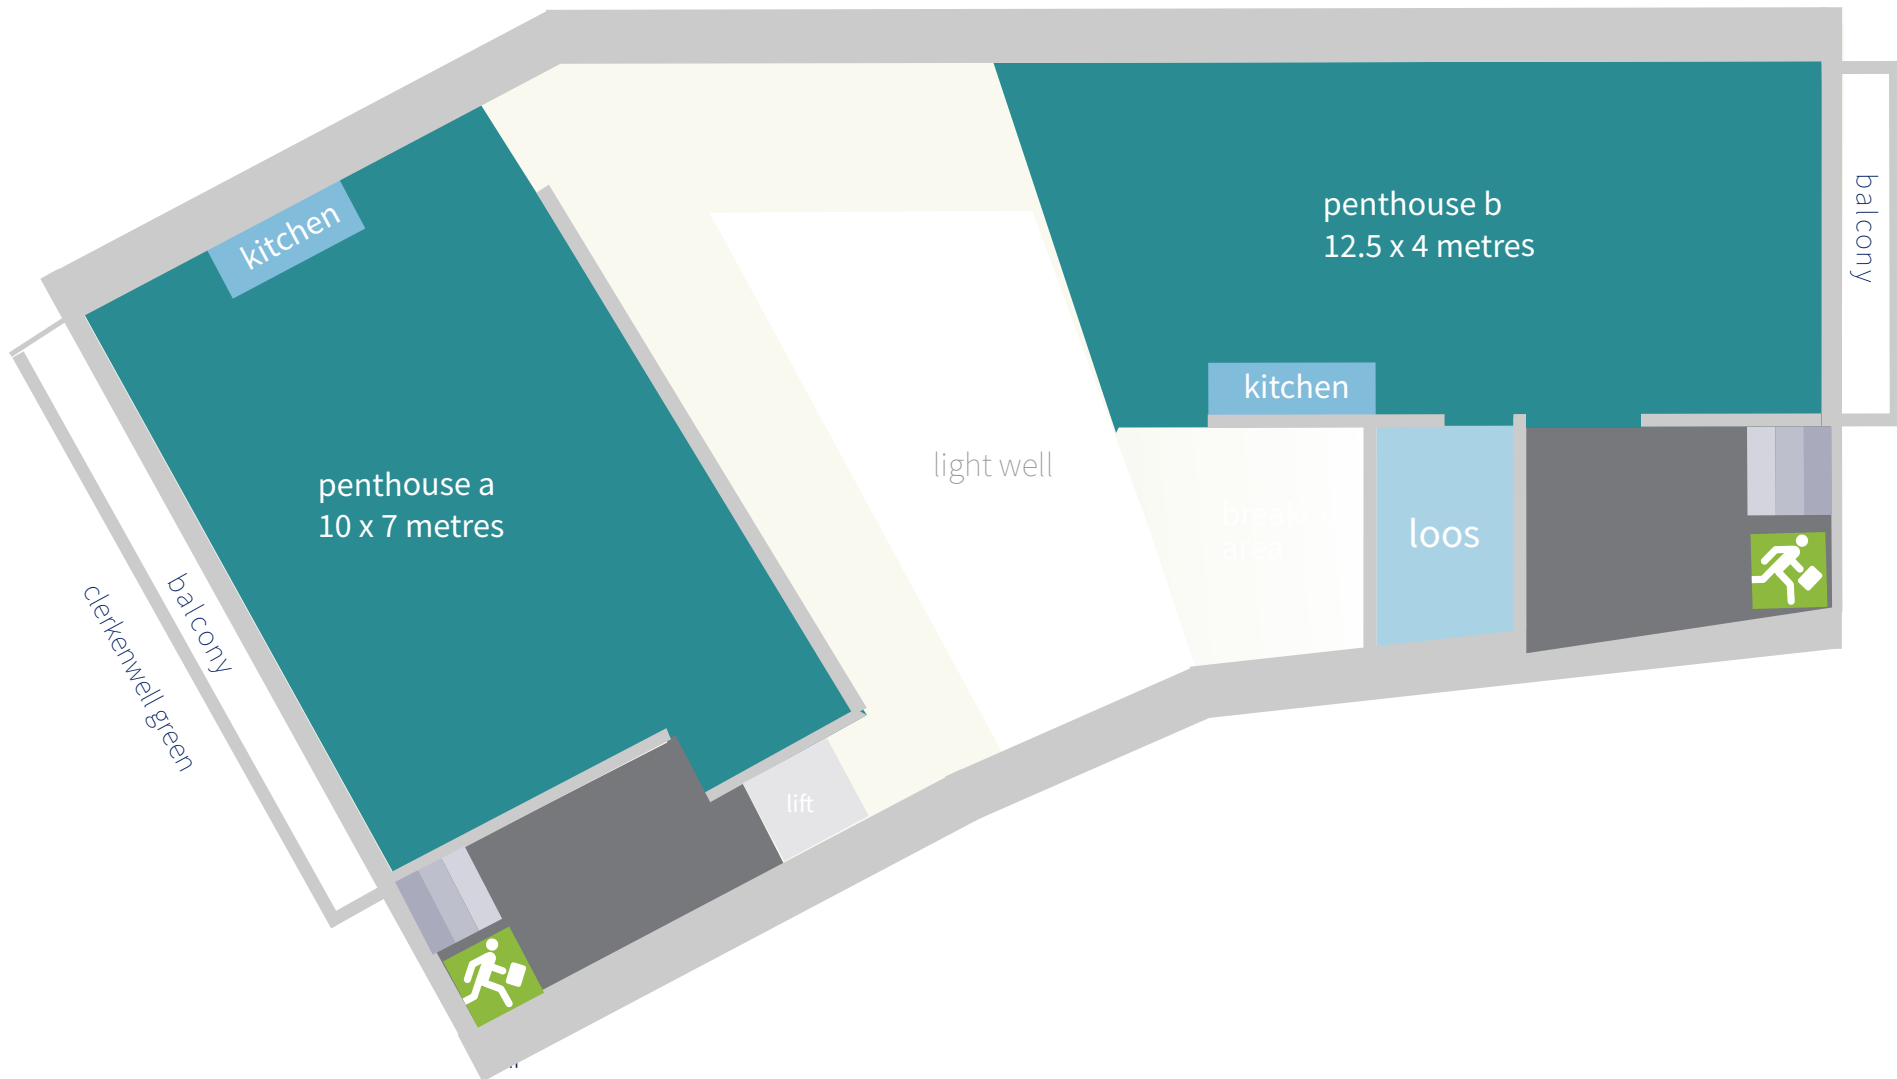 kitchen
penthouse a
10 x 7 metres
balcony
clerkenwell green
lift
light well
penthouse b
12.5 x 4 metres
balcony
kitchen
area
loos